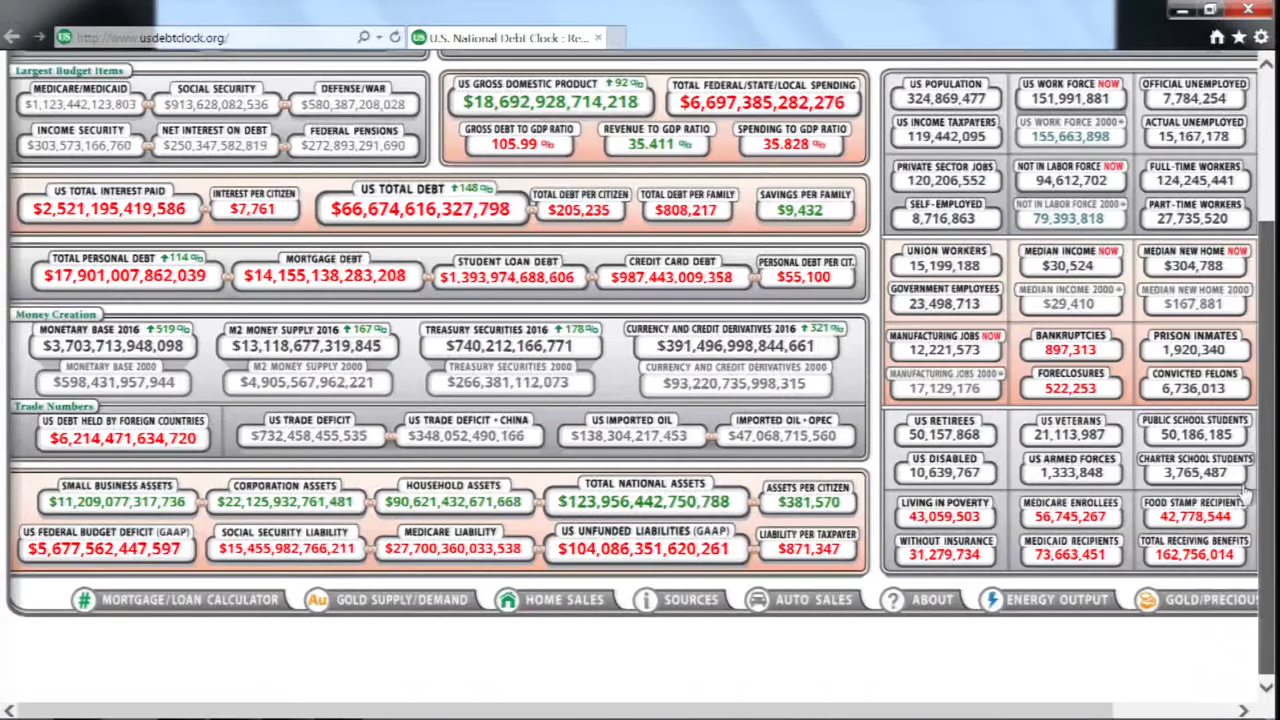 http://www.usdebtclock.org/
U.S. National Debt Clock : Re...
Largest Budget Items
MEDICARE/MEDICAID
$1,123,442,123,803
SOCIAL SECURITY
$913,628,082,536
DEFENSE/WAR
$580,387,208,028
INCOME SECURITY
$303,573,166,760
NET INTEREST ON DEBT
$250,347,582,819
FEDERAL PENSIONS
$272,893,291,690
US GROSS DOMESTIC PRODUCT ↑92%
$18,692,928,714,218
TOTAL FEDERAL/STATE/LOCAL SPENDING
$6,697,385,282,276
GROSS DEBT TO GDP RATIO
105.99 %
REVENUE TO GDP RATIO
35.411 %
SPENDING TO GDP RATIO
35.828 %
US TOTAL INTEREST PAID
$2,521,195,419,586
INTEREST PER CITIZEN
$7,761
US TOTAL DEBT ↑148%
$66,674,616,327,798
TOTAL DEBT PER CITIZEN
$205,235
TOTAL DEBT PER FAMILY
$808,217
SAVINGS PER FAMILY
$9,432
TOTAL PERSONAL DEBT ↑114%
$17,901,007,862,039
MORTGAGE DEBT
$14,155,138,283,208
STUDENT LOAN DEBT
$1,393,974,688,606
CREDIT CARD DEBT
$987,443,009,358
PERSONAL DEBT PER CIT.
$55,100
Money Creation
MONETARY BASE 2016 ↑519%
$3,703,713,948,098
MONETARY BASE 2000
$598,431,957,944
M2 MONEY SUPPLY 2016 ↑167%
$13,118,677,319,845
M2 MONEY SUPPLY 2000
$4,905,567,962,221
TREASURY SECURITIES 2016 ↑178%
$740,212,166,771
TREASURY SECURITIES 2000
$266,381,112,073
CURRENCY AND CREDIT DERIVATIVES 2016 ↑321%
$391,496,998,844,661
CURRENCY AND CREDIT DERIVATIVES 2000
$93,220,735,998,315
Trade Numbers
US DEBT HELD BY FOREIGN COUNTRIES
$6,214,471,634,720
US TRADE DEFICIT
$732,458,455,535
US TRADE DEFICIT - CHINA
$348,052,490,166
US IMPORTED OIL
$138,304,217,453
IMPORTED OIL - OPEC
$47,068,715,560
SMALL BUSINESS ASSETS
$11,209,077,317,736
CORPORATION ASSETS
$22,125,932,761,481
HOUSEHOLD ASSETS
$90,621,432,671,668
TOTAL NATIONAL ASSETS
$123,956,442,750,788
ASSETS PER CITIZEN
$381,570
US FEDERAL BUDGET DEFICIT (GAAP)
$5,677,562,447,597
SOCIAL SECURITY LIABILITY
$15,455,982,766,211
MEDICARE LIABILITY
$27,700,360,033,538
US UNFUNDED LIABILITIES (GAAP)
$104,086,351,620,261
LIABILITY PER TAXPAYER
$871,347
US POPULATION
324,869,477
US WORK FORCE NOW
151,991,881
OFFICIAL UNEMPLOYED
7,784,254
US INCOME TAXPAYERS
119,442,095
US WORK FORCE 2000
155,663,898
ACTUAL UNEMPLOYED
15,167,178
PRIVATE SECTOR JOBS
120,206,552
NOT IN LABOR FORCE NOW
94,612,702
FULL-TIME WORKERS
124,245,441
SELF-EMPLOYED
8,716,863
NOT IN LABOR FORCE 2000
79,393,818
PART-TIME WORKERS
27,735,520
UNION WORKERS
15,199,188
MEDIAN INCOME NOW
$30,524
MEDIAN NEW HOME NOW
$304,788
GOVERNMENT EMPLOYEES
23,498,713
MEDIAN INCOME 2000
$29,410
MEDIAN NEW HOME 2000
$167,881
MANUFACTURING JOBS NOW
12,221,573
BANKRUPTCIES
897,313
PRISON INMATES
1,920,340
MANUFACTURING JOBS 2000
17,129,176
FORECLOSURES
522,253
CONVICTED FELONS
6,736,013
US RETIREES
50,157,868
US VETERANS
21,113,987
PUBLIC SCHOOL STUDENTS
50,186,185
US DISABLED
10,639,767
US ARMED FORCES
1,333,848
CHARTER SCHOOL STUDENTS
3,765,487
LIVING IN POVERTY
43,059,503
MEDICARE ENROLLEES
56,745,267
FOOD STAMP RECIPIENTS
42,778,544
WITHOUT INSURANCE
31,279,734
MEDICAID RECIPIENTS
73,663,451
TOTAL RECEIVING BENEFITS
162,756,014
# MORTGAGE/LOAN CALCULATOR
Au GOLD SUPPLY/DEMAND
HOME SALES
i SOURCES
AUTO SALES
? ABOUT
ENERGY OUTPUT
GOLD/PRECIOUS